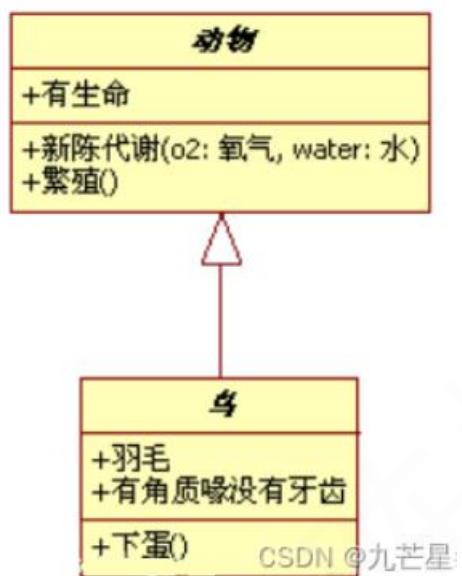 动物
+有生命
+新陈代谢(o2: 氧气, water: 水)
+繁殖()
鸟
+羽毛
+有角质喙没有牙齿
+下蛋()
CSDN @九芒星